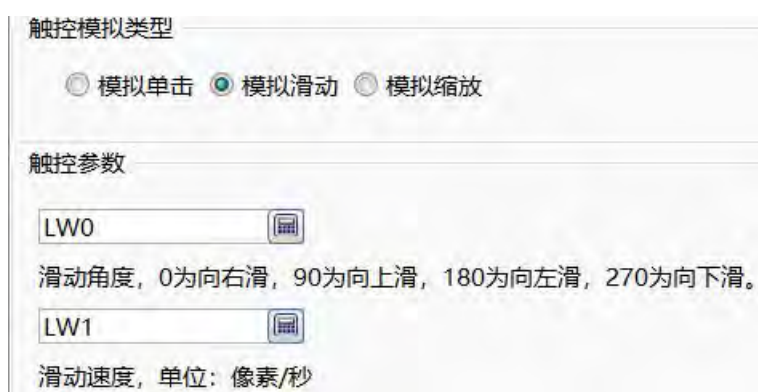 触控模拟类型
模拟单击 模拟滑动 模拟缩放
触控参数
LW0
滑动角度，0为向右滑，90为向上滑，180为向左滑，270为向下滑。
LW1
滑动速度，单位：像素/秒